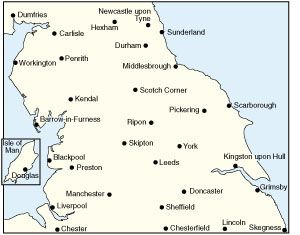 Dumfries
Newcastle upon
Tyne
Hexham
Carlisle
Sunderland
Durham
Penrith
Workington
Middlesbrough
Scotch Corner
Kendal
Scarborough
Pickering
Barrow-in-Furness
Ripon
Isle of
Man
Skipton
York
Blackpool
Leeds
Kingston upon Hull
Preston
Douglas
Manchester
Doncaster
Grimsby
Liverpool
Sheffield
Chester
Chesterfield
Lincoln
Skegness